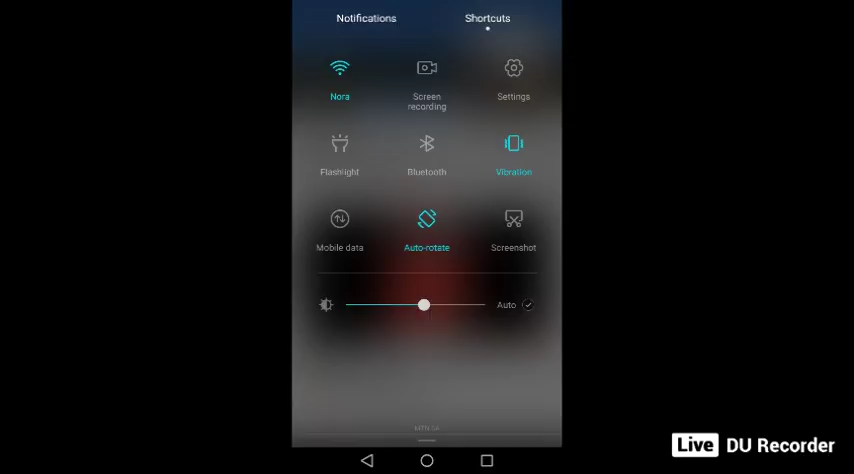 Notifications Shortcuts
Nora Screen recording Settings
Flashlight Bluetooth Vibration
Mobile data Auto-rotate Screenshot
Auto
Live DU Recorder